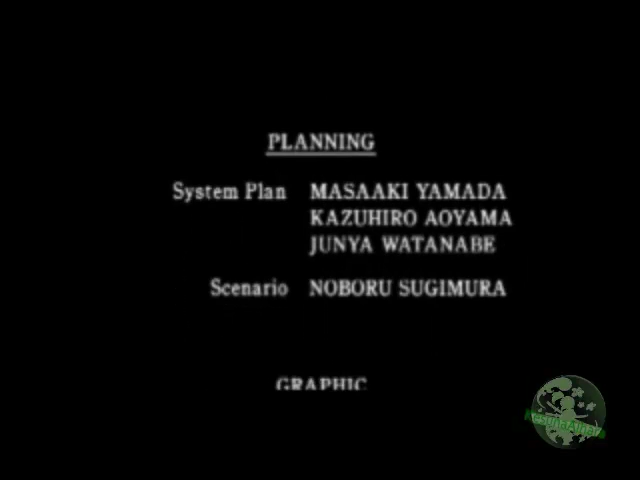 PLANNING
System Plan MASAAKI YAMADA
KAZUHIRO AOYAMA
JUNYA WATANABE
Scenario NOBORU SUGIMURA
GRAPHIC